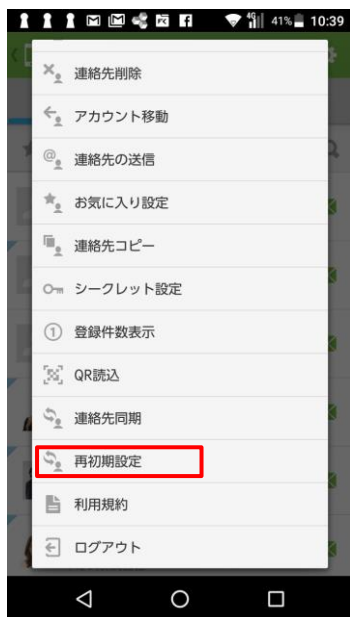 4G 41% 10:39
連絡先削除
アカウント移動
連絡先の送信
お気に入り設定
連絡先コピー
シークレット設定
登録件数表示
QR読込
連絡先同期
再初期設定
利用規約
ログアウト